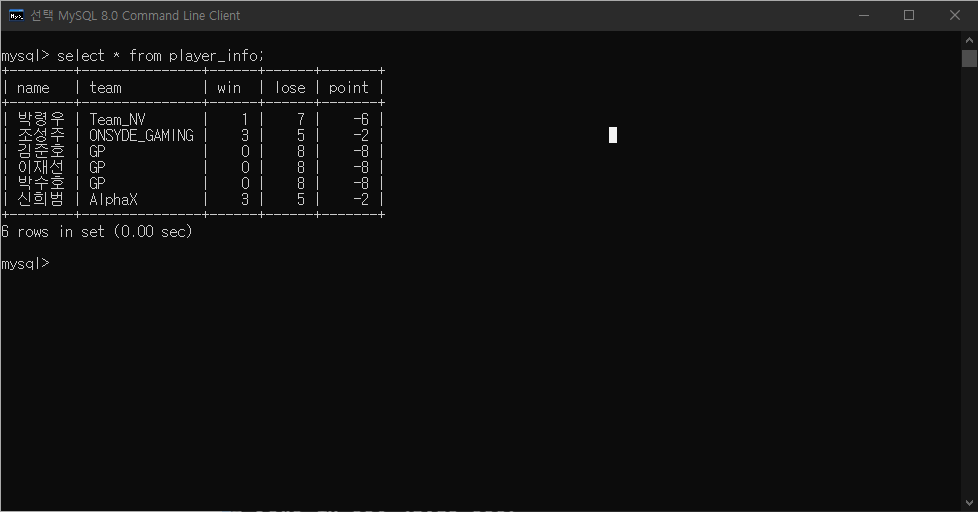 선택 MySQL 8.0 Command Line Client
mysql> select * from player_info;
+--------+---------------+------+------+-------+
| name   | team          | win  | lose | point |
+--------+---------------+------+------+-------+
| 박령우 | Team_NV       |    1 |    7 |    -6 |
| 조성주 | ONSYDE_GAMING |    3 |    5 |    -2 |
| 김준호 | GP            |    0 |    8 |    -8 |
| 이재선 | GP            |    0 |    8 |    -8 |
| 박수호 | GP            |    0 |    8 |    -8 |
| 신희범 | AlphaX        |    3 |    5 |    -2 |
+--------+---------------+------+------+-------+
6 rows in set (0.00 sec)
mysql>